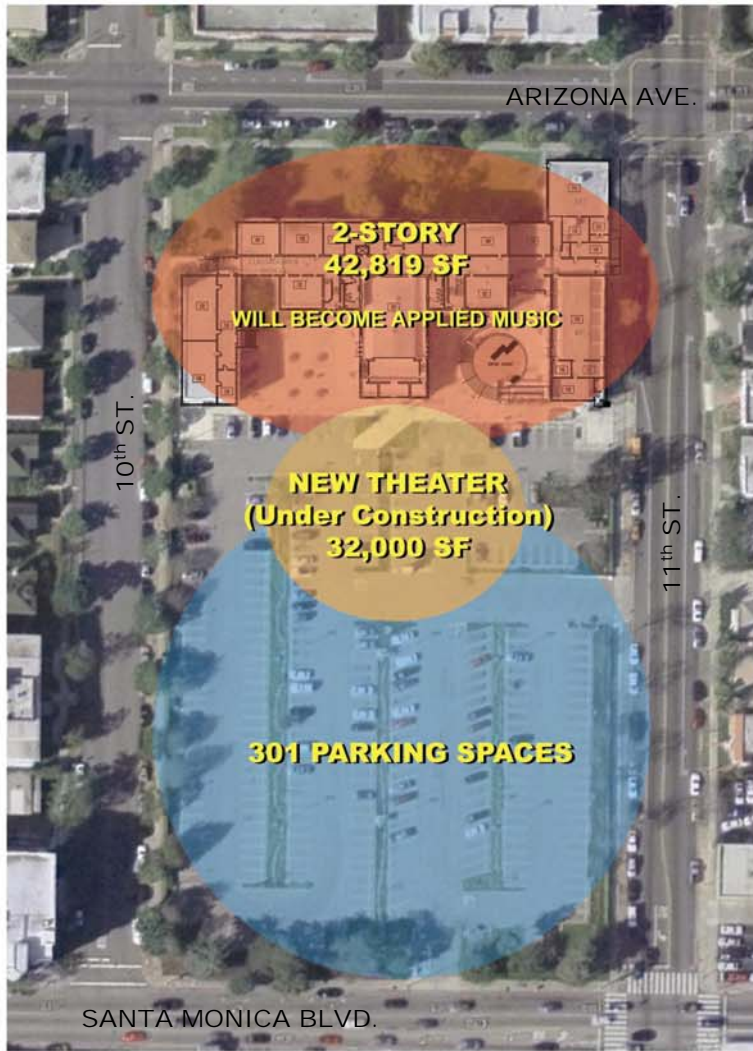 ARIZONA AVE.
2-STORY
42,819 SF
WILL BECOME APPLIED MUSIC
10th ST.
NEW THEATER
(Under Construction)
32,000 SF
11th ST.
301 PARKING SPACES
SANTA MONICA BLVD.